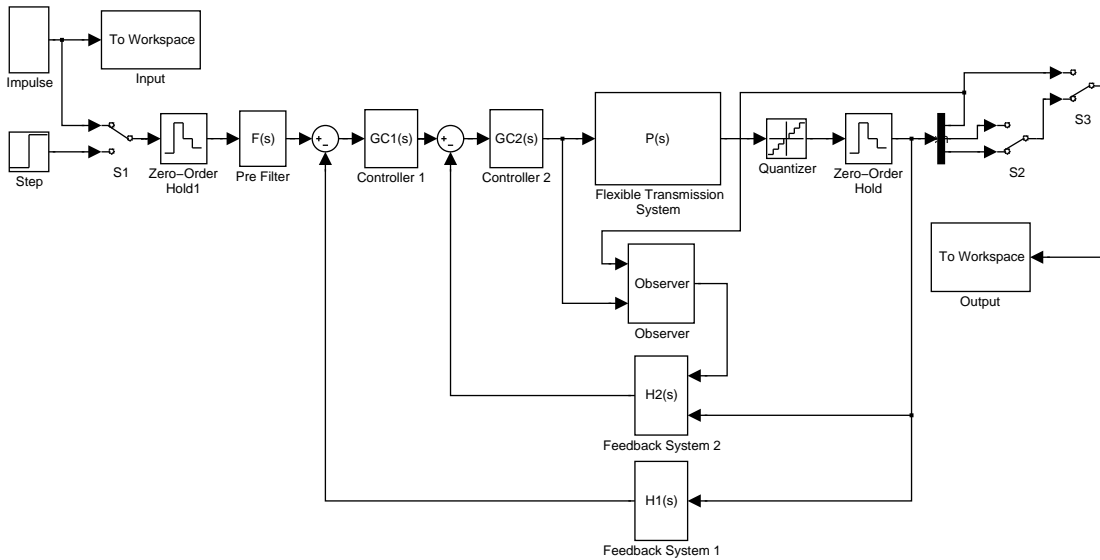 Impulse
To Workspace
Input
Step
S1
Zero−Order
Hold1
F(s)
Pre Filter
+
−
GC1(s)
Controller 1
+
−
GC2(s)
Controller 2
P(s)
Flexible Transmission
System
Quantizer
Zero−Order
Hold
S2
S3
To Workspace
Output
Observer
Observer
H2(s)
Feedback System 2
H1(s)
Feedback System 1